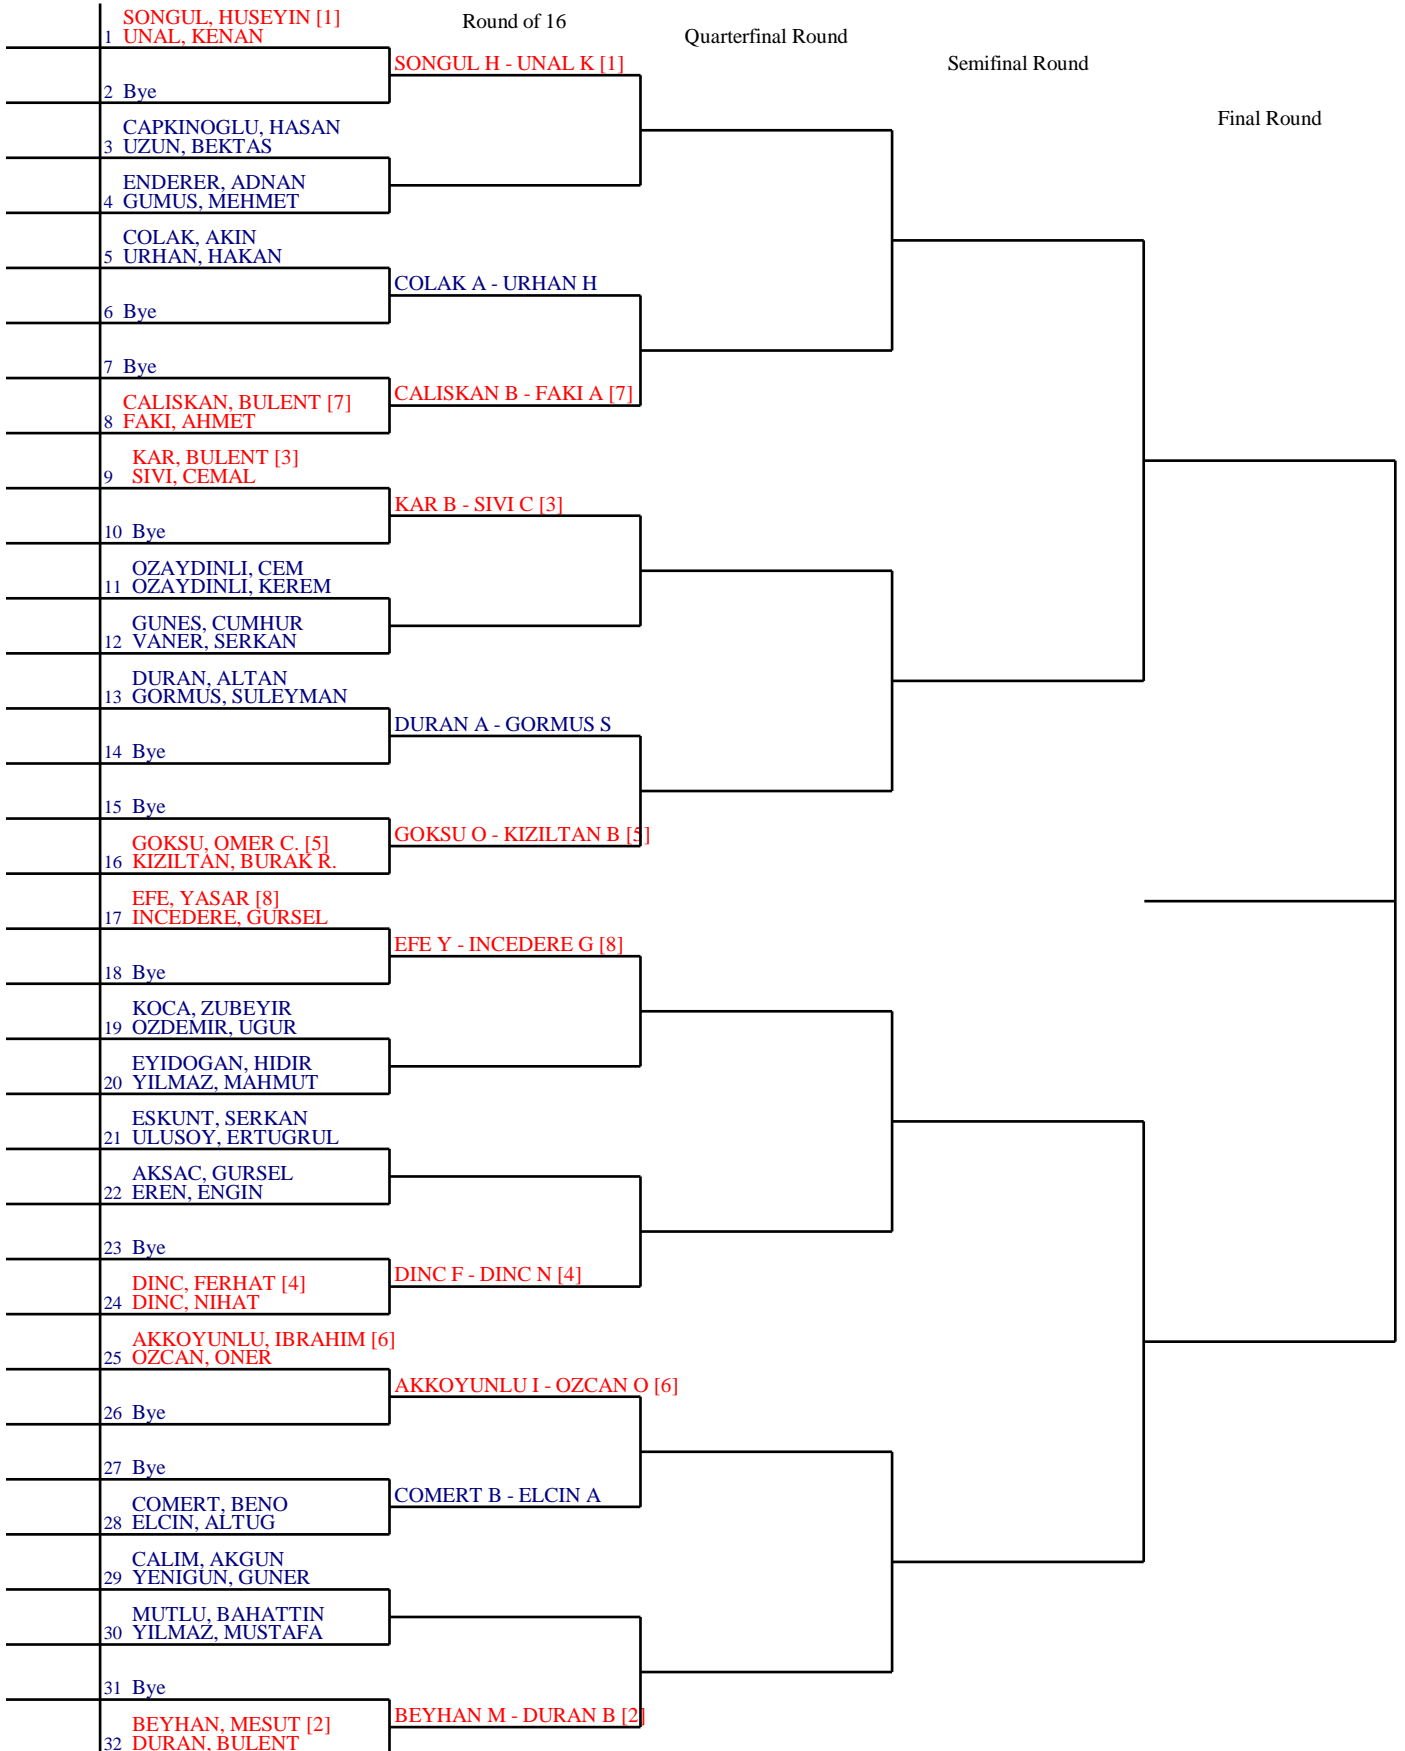 Round of 16
Quarterfinal Round
Semifinal Round
Final Round
SONGUL, HUSEYIN [1]
1 UNAL, KENAN
SONGUL H - UNAL K [1]
2 Bye
CAPKINOGLU, HASAN
3 UZUN, BEKTAS
ENDERER, ADNAN
4 GUMUS, MEHMET
COLAK, AKIN
5 URHAN, HAKAN
COLAK A - URHAN H
6 Bye
7 Bye
CALISKAN B - FAKI A [7]
CALISKAN, BULENT [7]
8 FAKI, AHMET
KAR, BULENT [3]
9 SIVI, CEMAL
KAR B - SIVI C [3]
10 Bye
OZAYDINLI, CEM
11 OZAYDINLI, KEREM
GUNES, CUMHUR
12 VANER, SERKAN
DURAN, ALTAN
13 GORMUS, SULEYMAN
DURAN A - GORMUS S
14 Bye
15 Bye
GOKSU O - KIZILTAN B [5]
GOKSU, OMER C. [5]
16 KIZILTAN, BURAK R.
EFE, YASAR [8]
17 INCEDERE, GURSEL
EFE Y - INCEDERE G [8]
18 Bye
KOCA, ZUBEYIR
19 OZDEMIR, UGUR
EYIDOGAN, HIDIR
20 YILMAZ, MAHMUT
ESKUNT, SERKAN
21 ULUSOY, ERTUGRUL
AKSAC, GURSEL
22 EREN, ENGIN
23 Bye
DINC F - DINC N [4]
DINC, FERHAT [4]
24 DINC, NIHAT
AKKOYUNLU, IBRAHIM [6]
25 OZCAN, ONER
AKKOYUNLU I - OZCAN O [6]
26 Bye
27 Bye
COMERT B - ELCIN A
COMERT, BENO
28 ELCIN, ALTUG
CALIM, AKGUN
29 YENIGUN, GUNER
MUTLU, BAHATTIN
30 YILMAZ, MUSTAFA
31 Bye
BEYHAN M - DURAN B [2]
BEYHAN, MESUT [2]
32 DURAN, BULENT